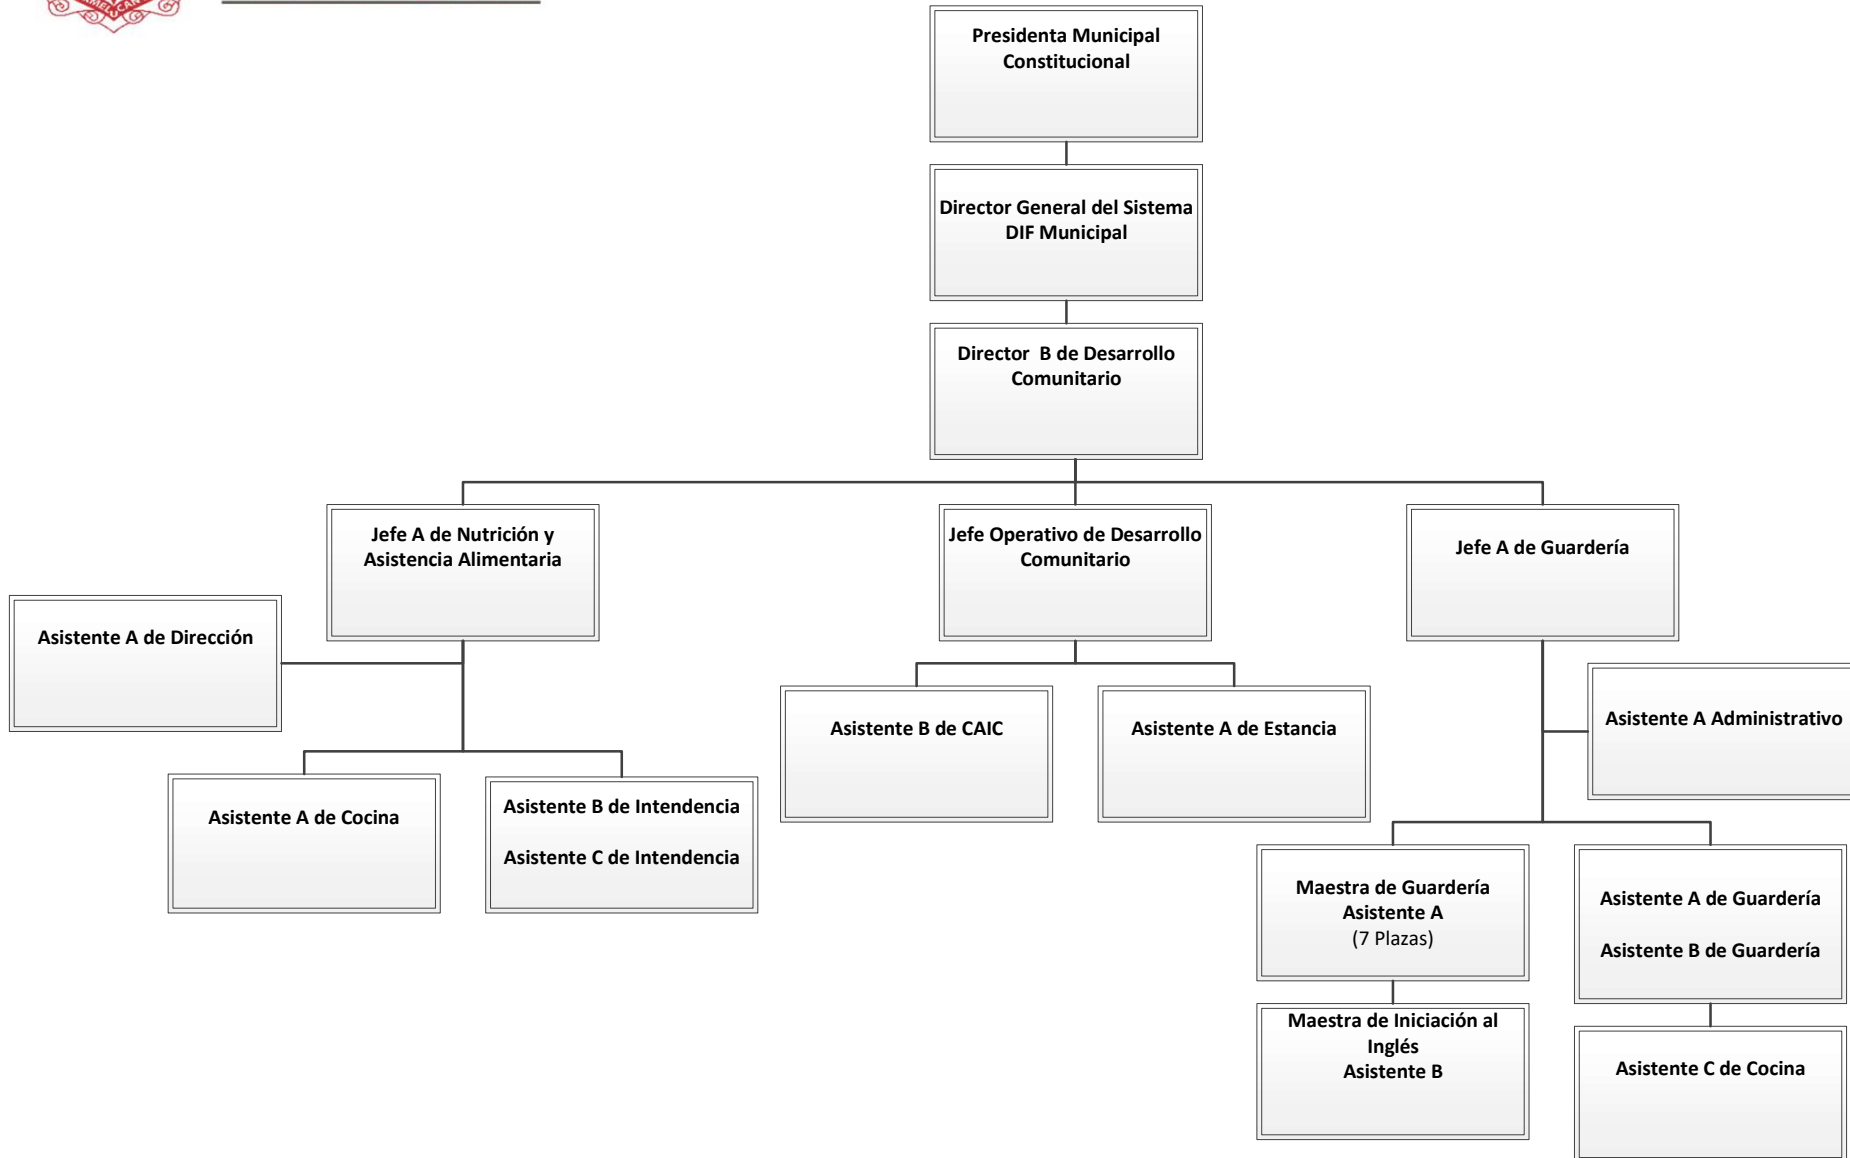 Presidenta Municipal
Constitucional
Director General del Sistema
DIF Municipal
Director B de Desarrollo
Comunitario
Jefe A de Nutrición y
Asistencia Alimentaria
Jefe Operativo de Desarrollo
Comunitario
Jefe A de Guardería
Asistente A de Dirección
Asistente B de CAIC
Asistente A de Estancia
Asistente A Administrativo
Asistente A de Cocina
Asistente B de Intendencia
Asistente C de Intendencia
Maestra de Guardería
Asistente A
(7 Plazas)
Asistente A de Guardería
Asistente B de Guardería
Maestra de Iniciación al
Inglés
Asistente B
Asistente C de Cocina